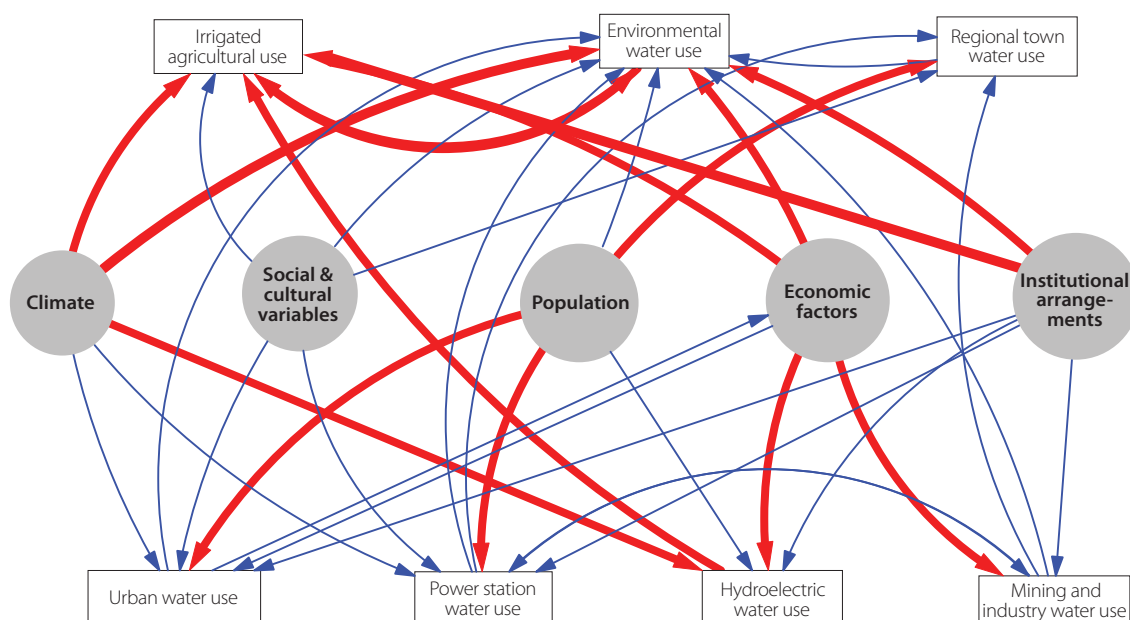 Irrigated
agricultural use
Environmental
water use
Regional town
water use
Climate
Social &
cultural
variables
Population
Economic
factors
Institutional
arrange-
ments
Urban water use
Power station
water use
Hydroelectric
water use
Mining and
industry water use